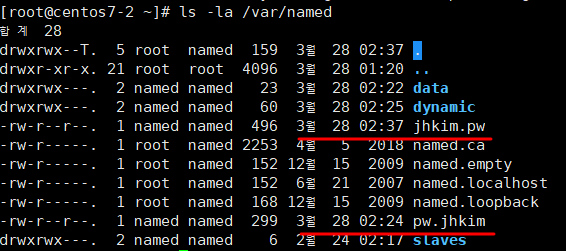 [root@centos7-2 ~]# ls -la /var/named
합계 28
drwxrwx--T. 5 root named 159 3월 28 02:37 .
drwxr-xr-x. 21 root root 4096 3월 28 01:20 ..
drwxrwx---. 2 named named 23 3월 28 02:22 data
drwxrwx---. 2 named named 60 3월 28 02:25 dynamic
-rw-r--r--. 1 named named 496 3월 28 02:37 jhkim.pw
-rw-r-----. 1 root named 2253 4월 5 2018 named.ca
-rw-r-----. 1 root named 152 12월 15 2009 named.empty
-rw-r-----. 1 root named 152 6월 21 2007 named.localhost
-rw-r-----. 1 root named 168 12월 15 2009 named.loopback
-rw-r--r--. 1 named named 299 3월 28 02:24 pw.jhkim
drwxrwx---. 2 named named 6 2월 24 02:17 slaves